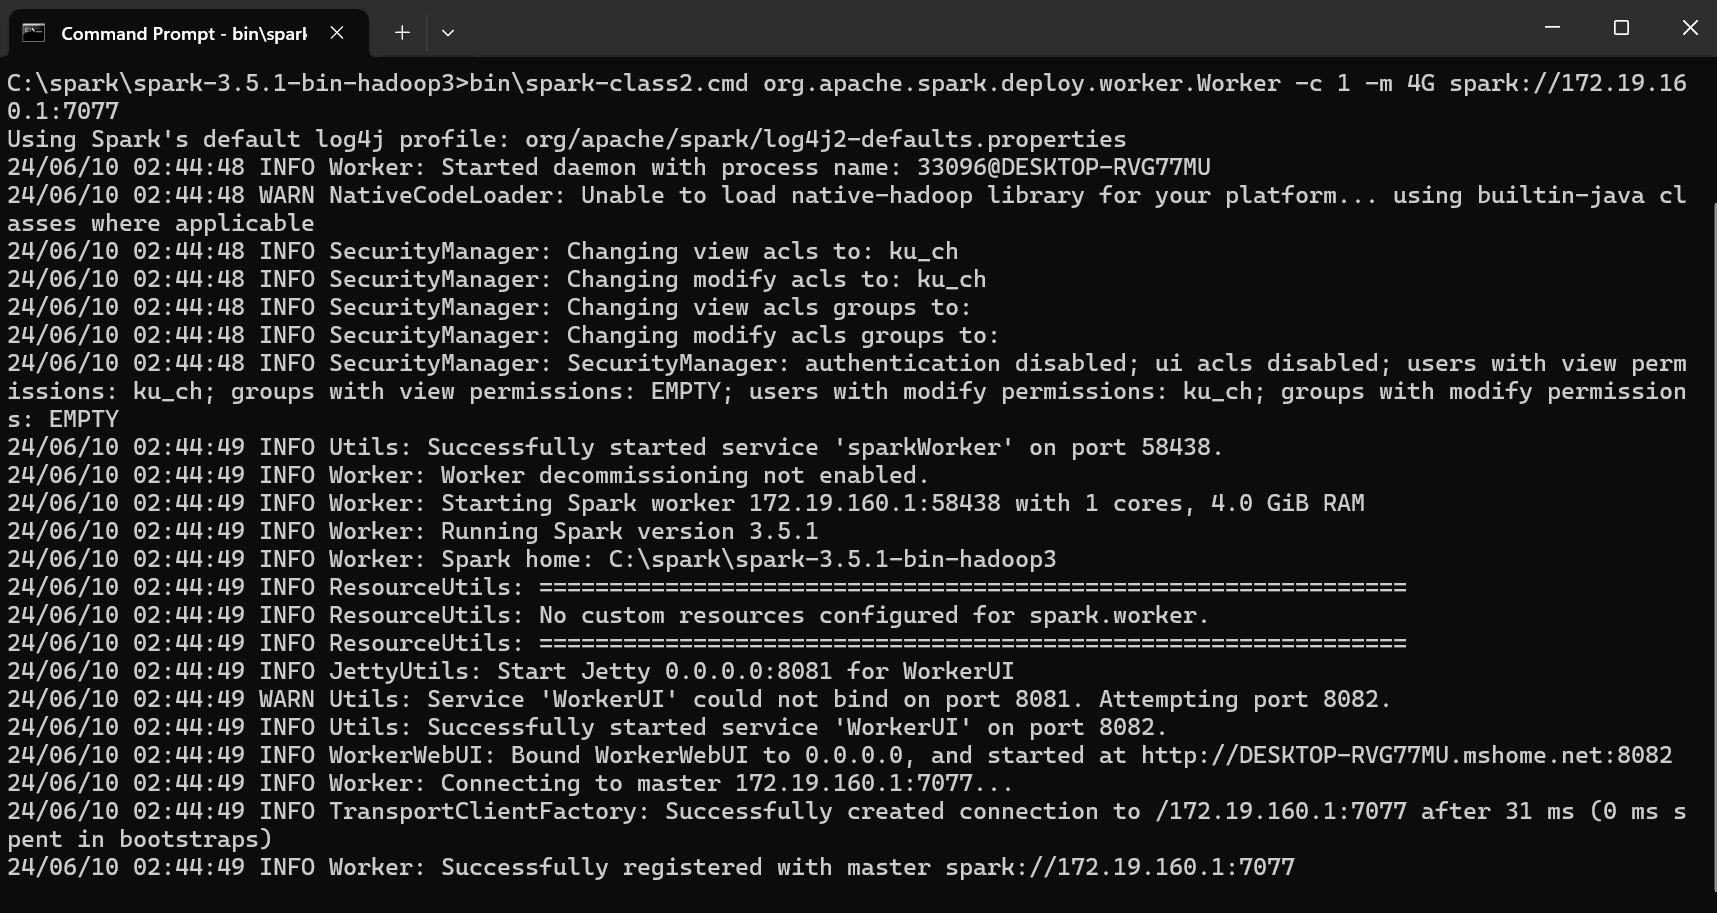 Command Prompt - bin\spark
C:\spark\spark-3.5.1-bin-hadoop3>bin\spark-class2.cmd org.apache.spark.deploy.worker.Worker -c 1 -m 4G spark://172.19.16
0.1:7077
Using Spark's default log4j profile: org/apache/spark/log4j2-defaults.properties
24/06/10 02:44:48 INFO Worker: Started daemon with process name: 33096@DESKTOP-RVG77MU
24/06/10 02:44:48 WARN NativeCodeLoader: Unable to load native-hadoop library for your platform... using builtin-java cl
asses where applicable
24/06/10 02:44:48 INFO SecurityManager: Changing view acls to: ku_ch
24/06/10 02:44:48 INFO SecurityManager: Changing modify acls to: ku_ch
24/06/10 02:44:48 INFO SecurityManager: Changing view acls groups to:
24/06/10 02:44:48 INFO SecurityManager: Changing modify acls groups to:
24/06/10 02:44:48 INFO SecurityManager: SecurityManager: authentication disabled; ui acls disabled; users with view perm
issions: ku_ch; groups with view permissions: EMPTY; users with modify permissions: ku_ch; groups with modify permission
s: EMPTY
24/06/10 02:44:49 INFO Utils: Successfully started service 'sparkWorker' on port 58438.
24/06/10 02:44:49 INFO Worker: Worker decommissioning not enabled.
24/06/10 02:44:49 INFO Worker: Starting Spark worker 172.19.160.1:58438 with 1 cores, 4.0 GiB RAM
24/06/10 02:44:49 INFO Worker: Running Spark version 3.5.1
24/06/10 02:44:49 INFO Worker: Spark home: C:\spark\spark-3.5.1-bin-hadoop3
24/06/10 02:44:49 INFO ResourceUtils: ==============================================================
24/06/10 02:44:49 INFO ResourceUtils: No custom resources configured for spark.worker.
24/06/10 02:44:49 INFO ResourceUtils: ==============================================================
24/06/10 02:44:49 INFO JettyUtils: Start Jetty 0.0.0.0:8081 for WorkerUI
24/06/10 02:44:49 WARN Utils: Service 'WorkerUI' could not bind on port 8081. Attempting port 8082.
24/06/10 02:44:49 INFO Utils: Successfully started service 'WorkerUI' on port 8082.
24/06/10 02:44:49 INFO WorkerWebUI: Bound WorkerWebUI to 0.0.0.0, and started at http://DESKTOP-RVG77MU.mshome.net:8082
24/06/10 02:44:49 INFO Worker: Connecting to master 172.19.160.1:7077...
24/06/10 02:44:49 INFO TransportClientFactory: Successfully created connection to /172.19.160.1:7077 after 31 ms (0 ms s
pent in bootstraps)
24/06/10 02:44:49 INFO Worker: Successfully registered with master spark://172.19.160.1:7077